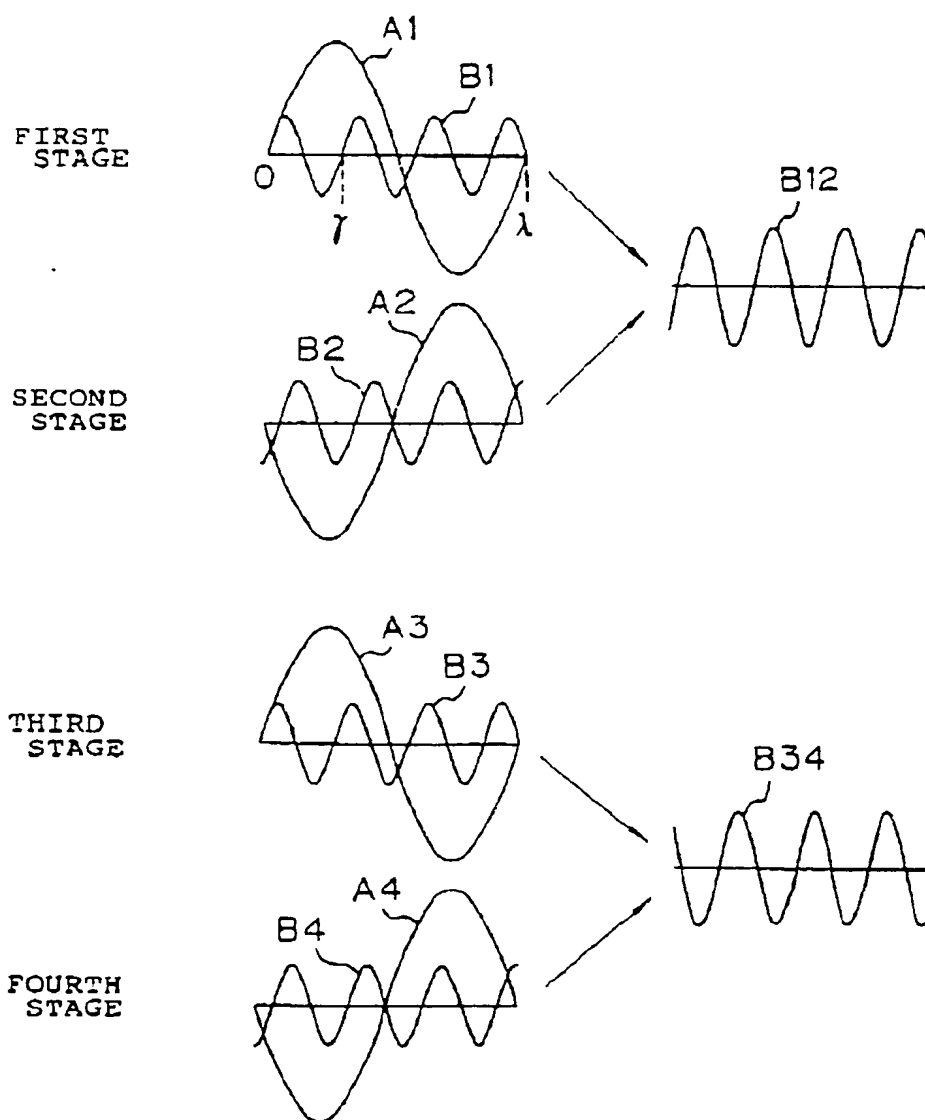 A1
B1
FIRST
STAGE
0
γ
λ
B12
A2
B2
SECOND
STAGE
A3
B3
THIRD
STAGE
B34
A4
B4
FOURTH
STAGE